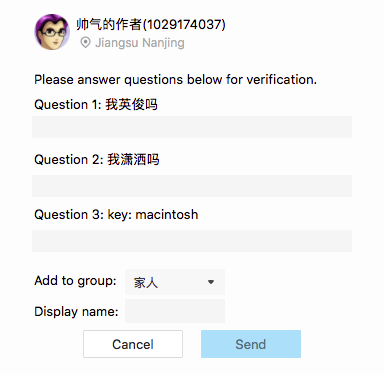 帅气的作者(1029174037)
Jiangsu Nanjing
Please answer questions below for verification.
Question 1: 我英俊吗
Question 2: 我潇洒吗
Question 3: key: macintosh
Add to group: 家人
Display name:
Cancel Send